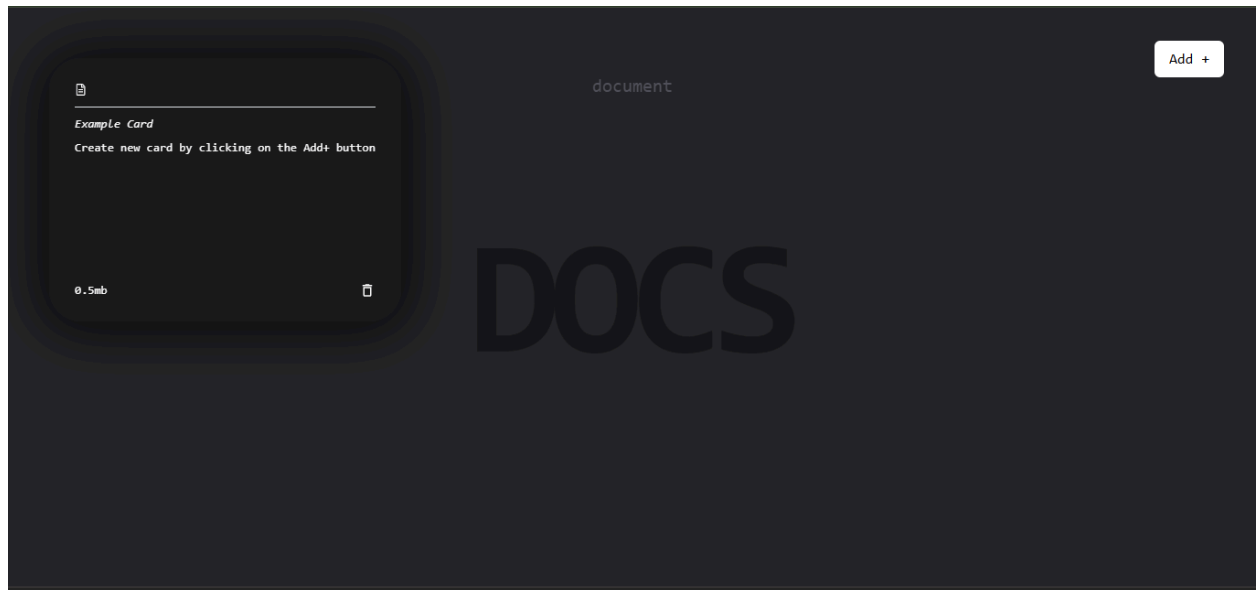 Add +
document
Example Card
Create new card by clicking on the Add+ button
DOCS
0.5mb